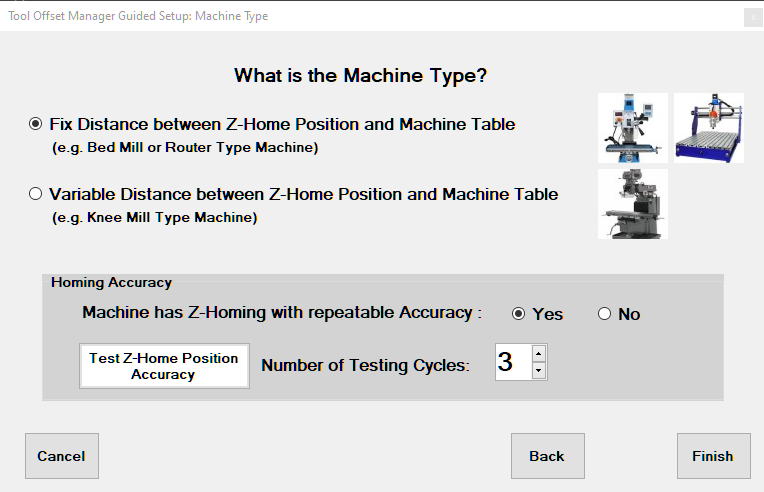 Tool Offset Manager Guided Setup: Machine Type
What is the Machine Type?
Fix Distance between Z-Home Position and Machine Table
(e.g. Bed Mill or Router Type Machine)
Variable Distance between Z-Home Position and Machine Table
(e.g. Knee Mill Type Machine)
Homing Accuracy
Machine has Z-Homing with repeatable Accuracy : Yes No
Test Z-Home Position
Accuracy
Number of Testing Cycles: 3
Cancel Back Finish